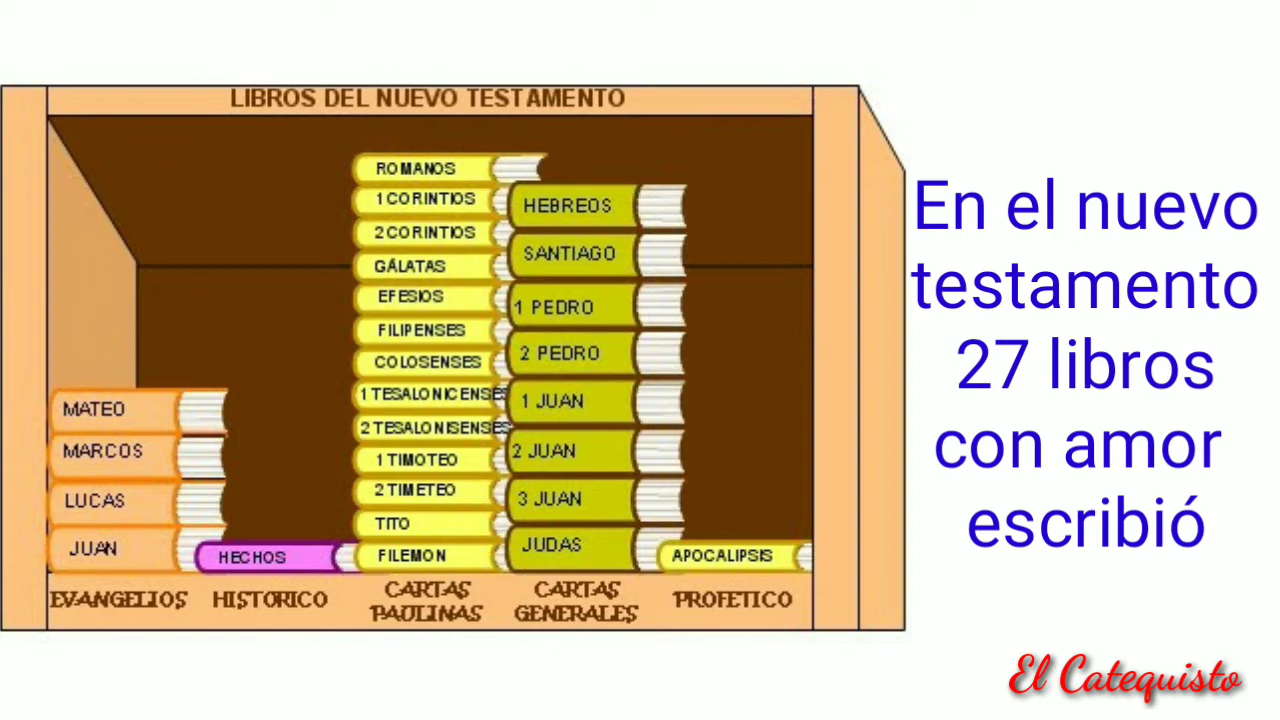 LIBROS DEL NUEVO TESTAMENTO
MATEO
MARCOS
LUCAS
JUAN
EVANGELIOS
HECHOS
HISTORICO
ROMANOS
1 CORINTIOS
2 CORINTIOS
GÁLATAS
EFESIOS
FILIPENSES
COLOSENSES
1 TESALONICENSES
2 TESALONISENSES
1 TIMOTEO
2 TIMETEO
TITO
FILEMON
CARTAS
PAULINAS
HEBREOS
SANTIAGO
1 PEDRO
2 PEDRO
1 JUAN
2 JUAN
3 JUAN
JUDAS
CARTAS
GENERALES
APOCALIPSIS
PROFETICO
En el nuevo
testamento
27 libros
con amor
escribió
El Catequisto